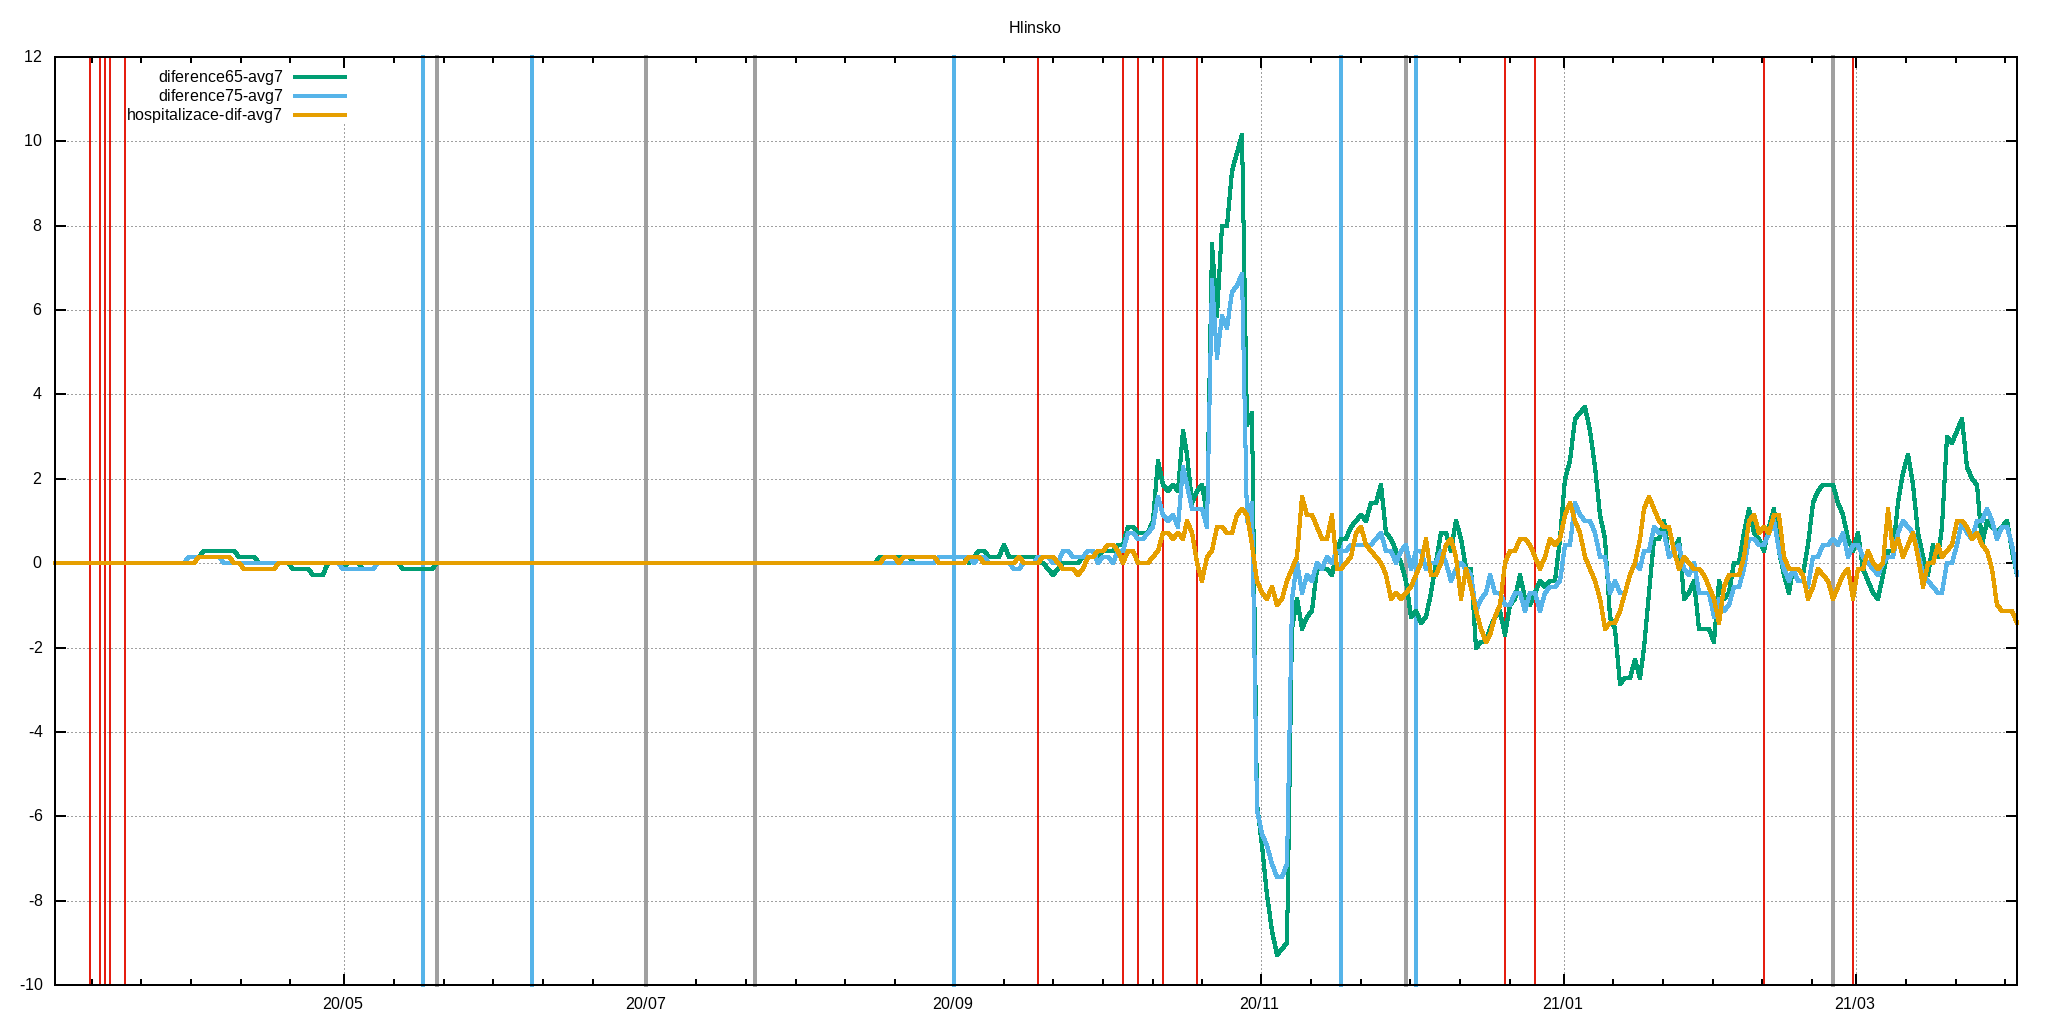 Hlinsko
12
diference65-avg7
diference75-avg7
hospitalizace-dif-avg7
10
8
6
4
2
0
-2
-4
-6
-8
-10
20/05 20/07 20/09 20/11 21/01 21/03